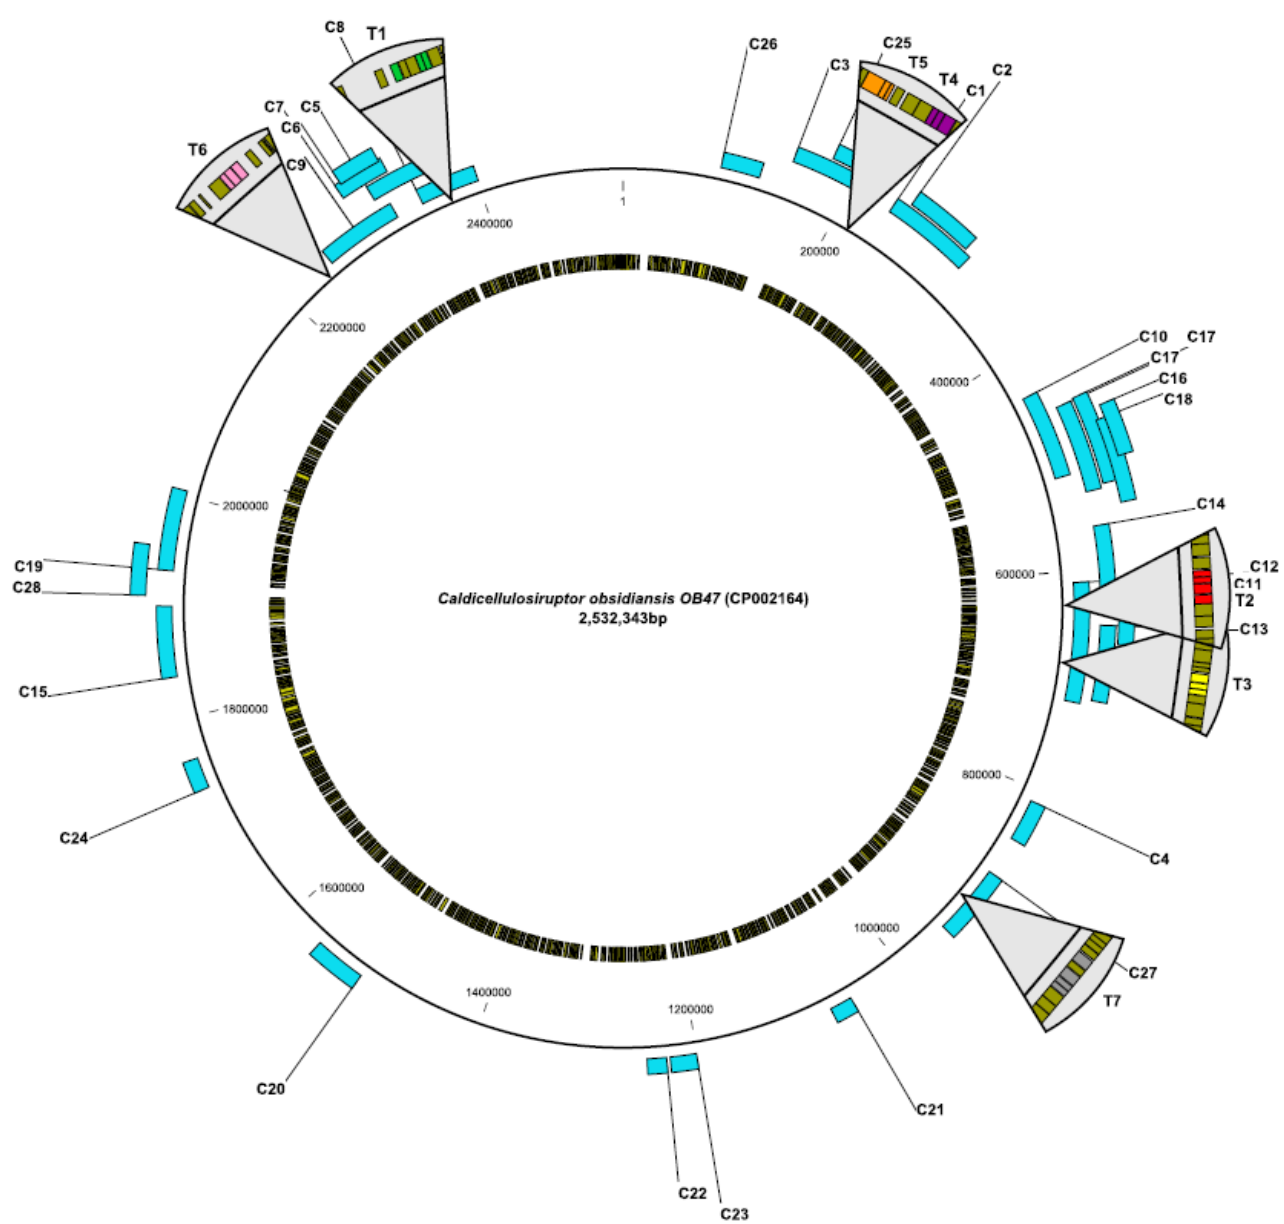 C8
T1
C26
C25
C3
T5
C2
T4
C1
C7
C5
C6
T6
C9
1
2400000
200000
2200000
C10
C17
C17
C16
C18
400000
2000000
C14
C19
C28
600000
C12
C11
T2
C13
Caldicellulosiruptor obsidiansis OB47 (CP002164)
2,532,343bp
C15
T3
1800000
800000
C24
C4
1600000
1000000
C27
T7
1400000
1200000
C20
C21
C22
C23